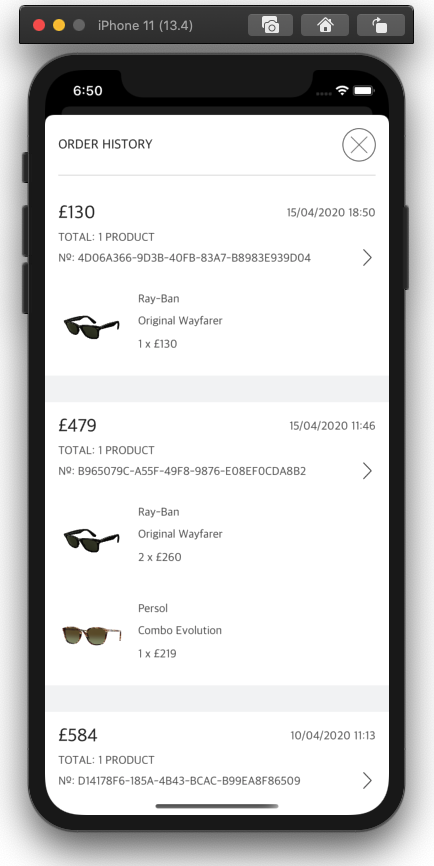 iPhone 11 (13.4)
6:50
ORDER HISTORY
£130
15/04/2020 18:50
TOTAL: 1 PRODUCT
Nº: 4D06A366-9D3B-40FB-83A7-B8983E939D04
Ray-Ban
Original Wayfarer
1 x £130
£479
15/04/2020 11:46
TOTAL: 1 PRODUCT
Nº: B965079C-A55F-49F8-9876-E08EF0CDA8B2
Ray-Ban
Original Wayfarer
2 x £260
Persol
Combo Evolution
1 x £219
£584
10/04/2020 11:13
TOTAL: 1 PRODUCT
Nº: D14178F6-185A-4B43-BCAC-B99EA8F86509